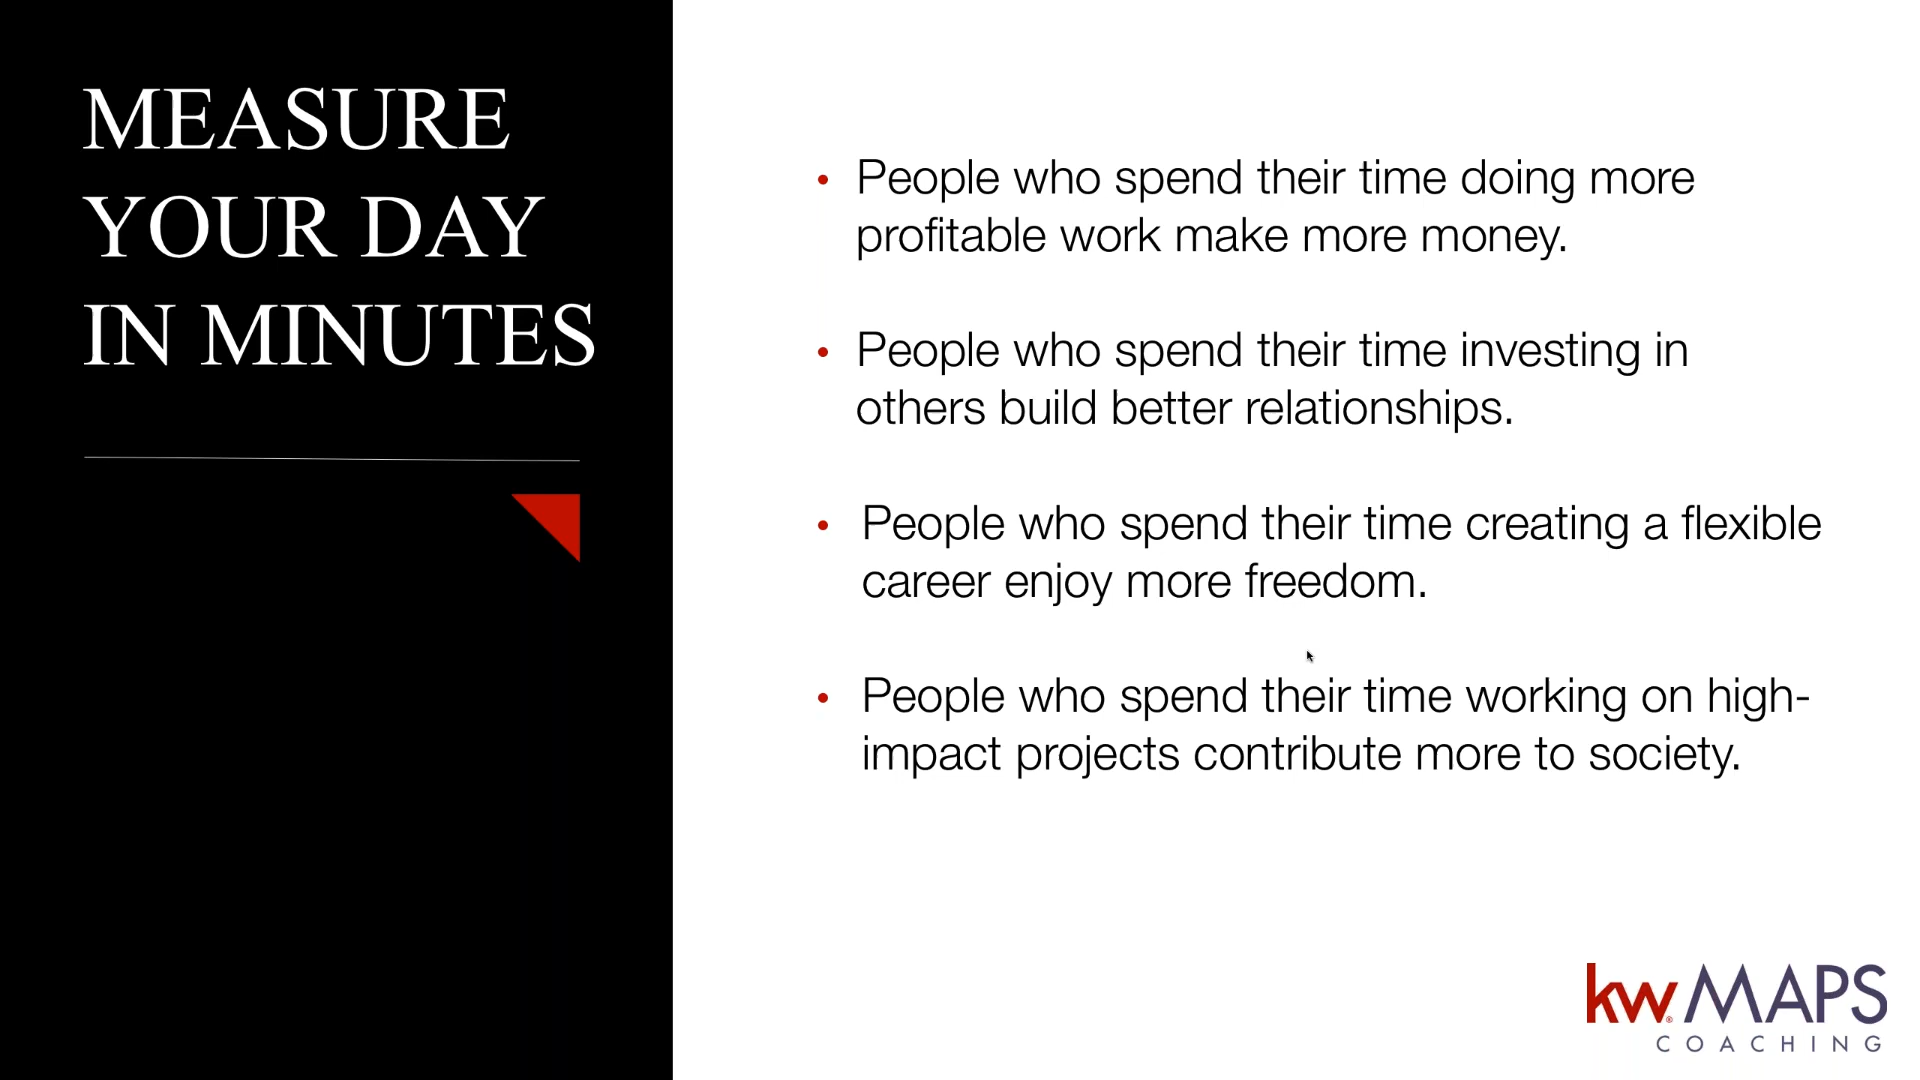 MEASURE
YOUR DAY
IN MINUTES
• People who spend their time doing more
profitable work make more money.
• People who spend their time investing in
others build better relationships.
• People who spend their time creating a flexible
career enjoy more freedom.
• People who spend their time working on high-
impact projects contribute more to society.
kw® MAPS
COACHING